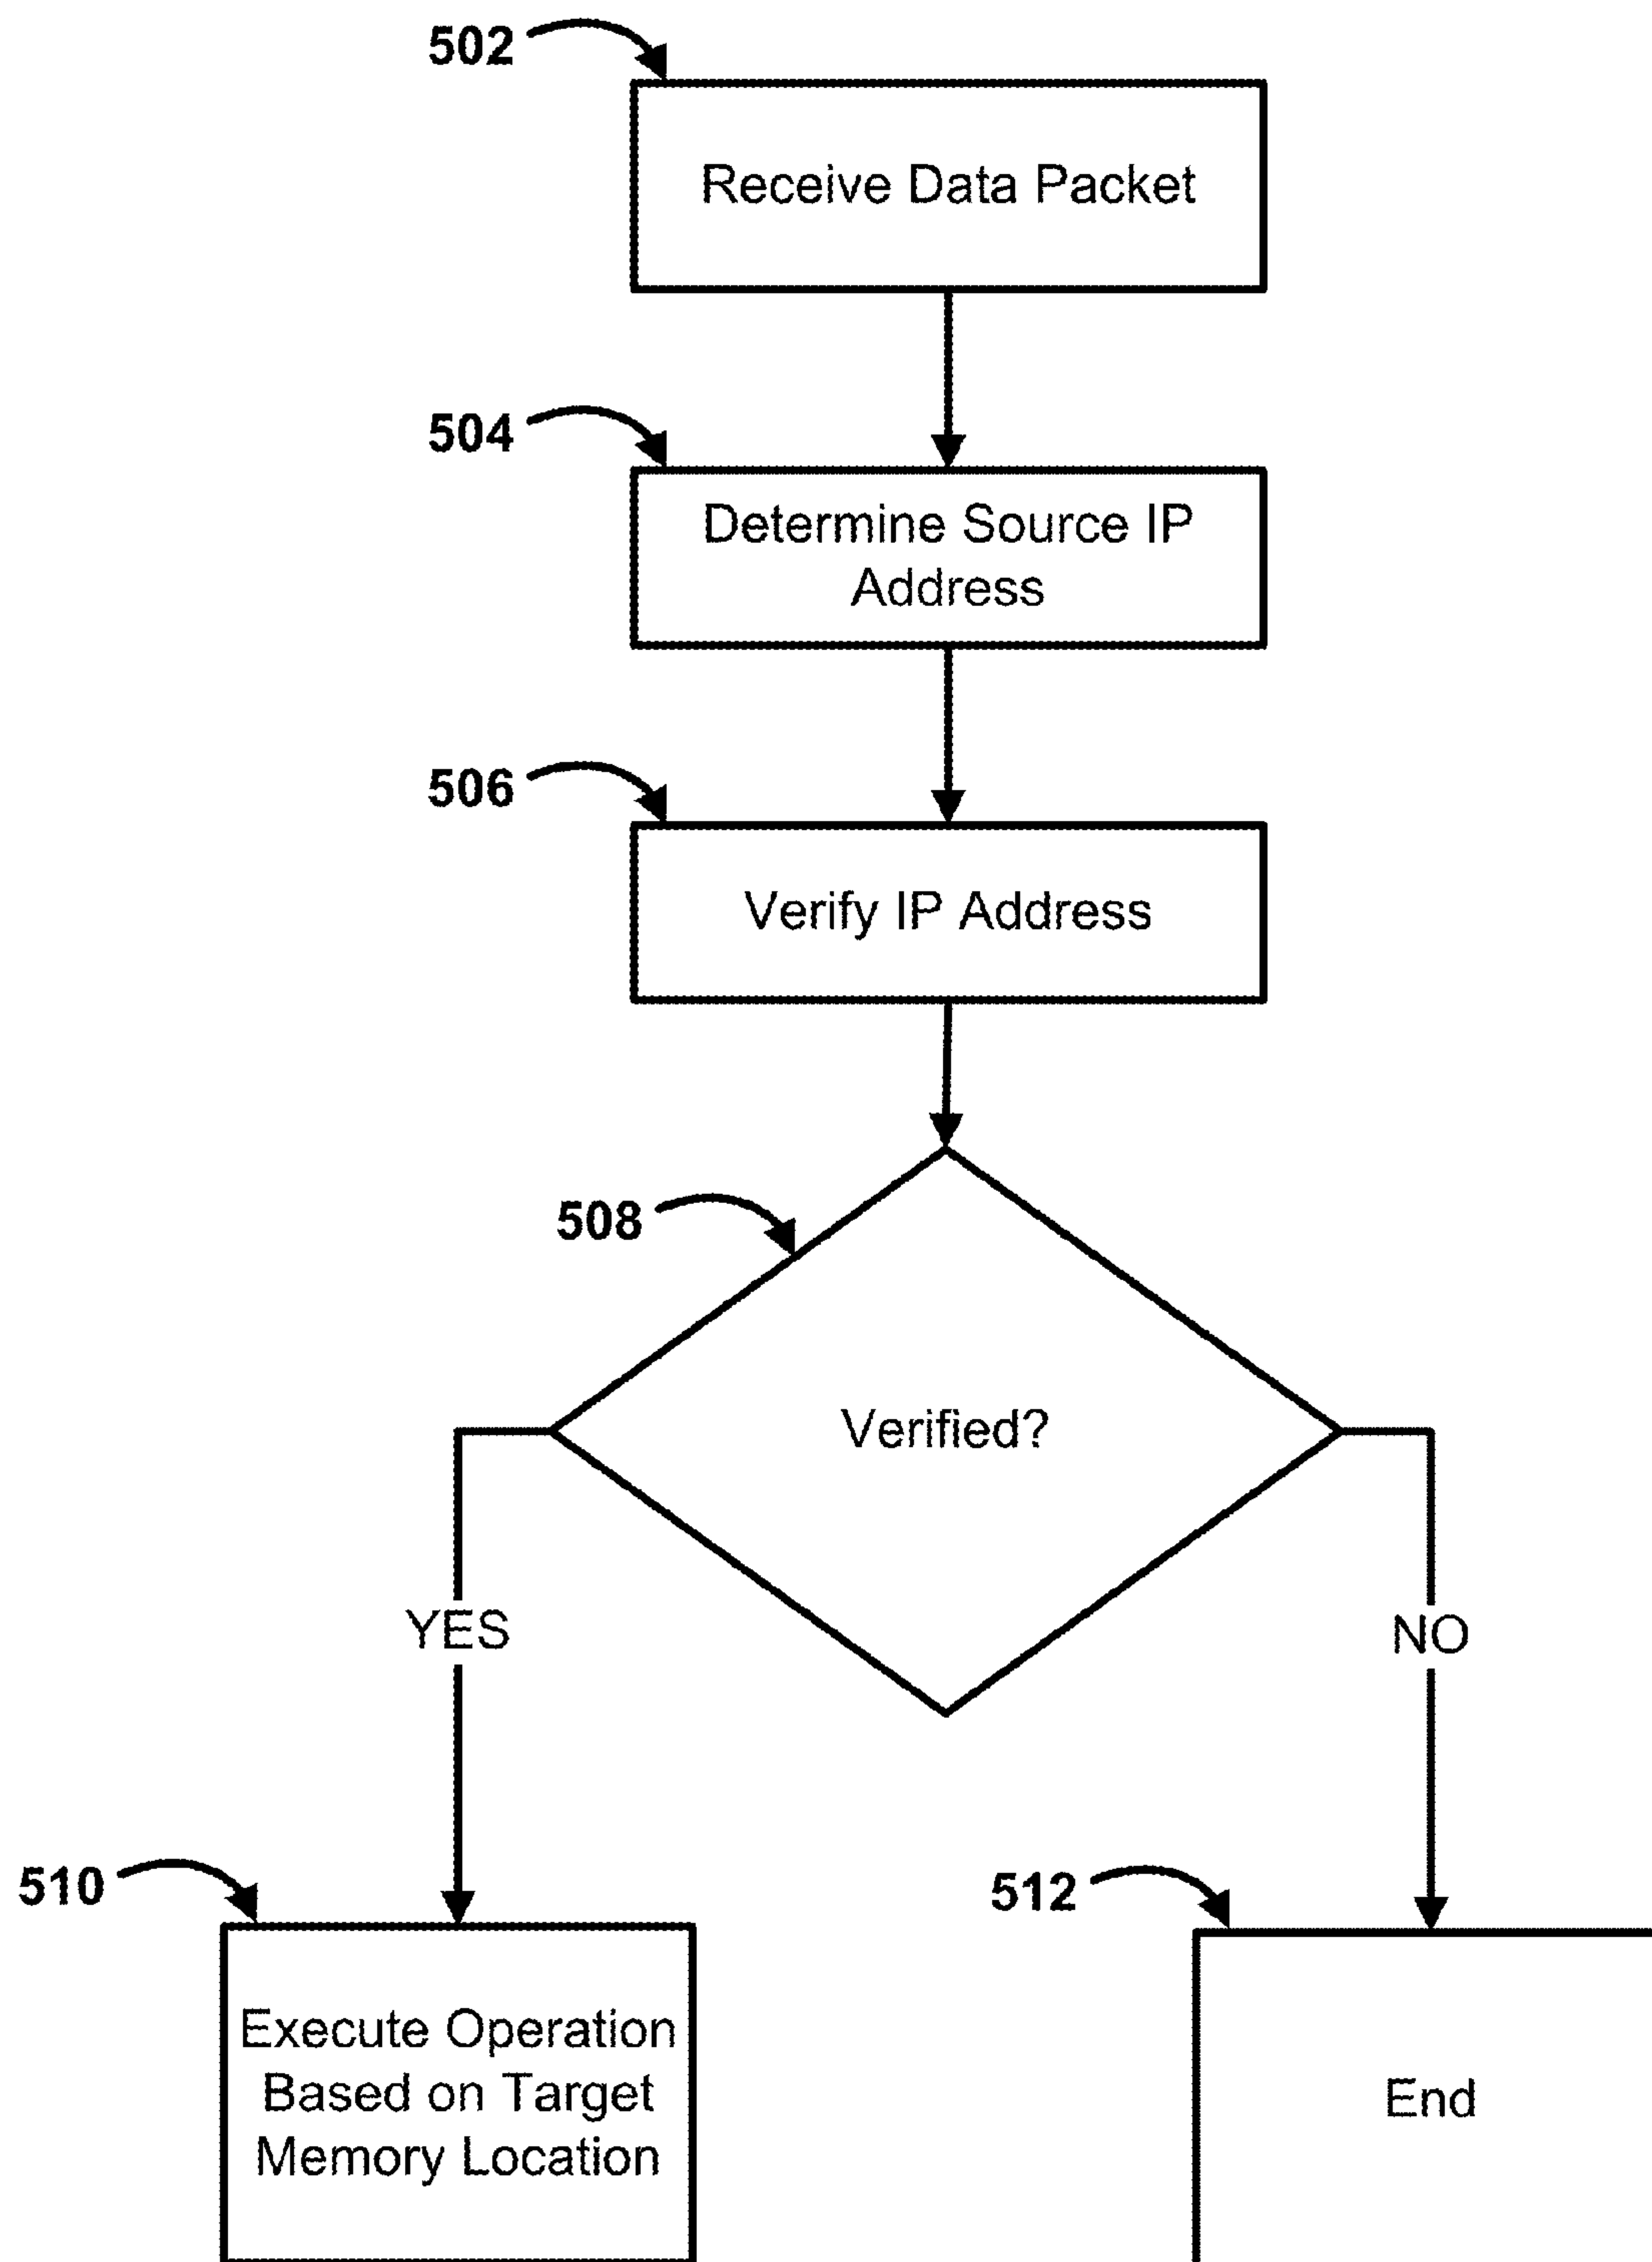 502
Receive Data Packet
504
Determine Source IP
Address
506
Verify IP Address
508
Verified?
YES
NO
510
Execute Operation
Based on Target
Memory Location
512
End